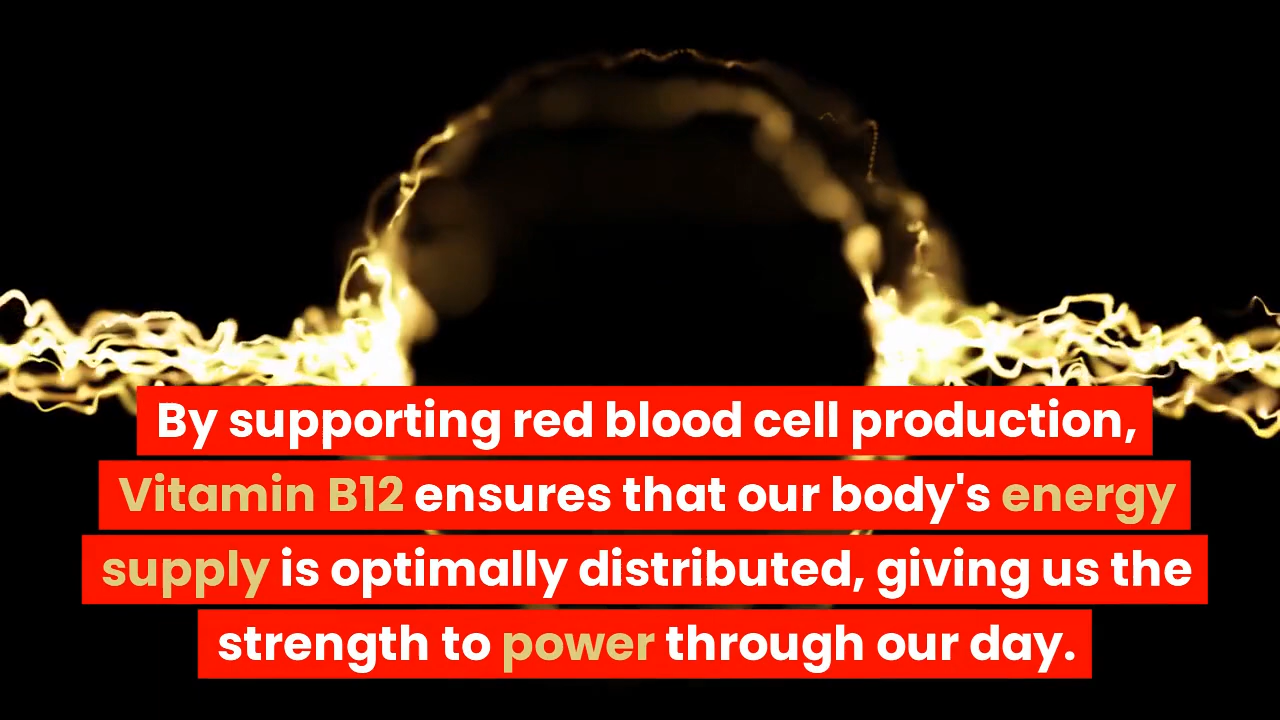 By supporting red blood cell production,
Vitamin B12 ensures that our body's energy
supply is optimally distributed, giving us the
strength to power through our day.